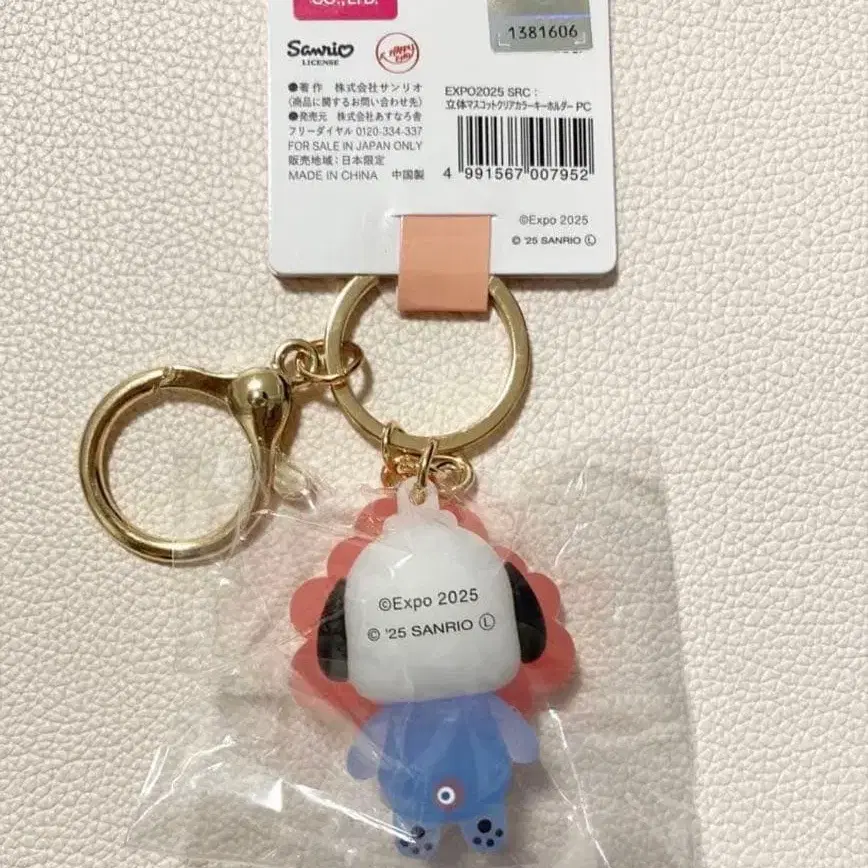 CO., LTD.
1381606
Sanrio
LICENSE
HAPPY
●著作 株式会社サンリオ
(商品に関するお問い合わせ先)
●発売元 株式会社あすなろ舎
フリーダイヤル 0120-334-337
FOR SALE IN JAPAN ONLY
販売地域:日本限定
MADE IN CHINA 中国製
EXPO2025 SRC :
立体マスコットクリアカラーキーホルダー PC
4 991567 007952
©Expo 2025
© '25 SANRIO Ⓛ
©Expo 2025
© '25 SANRIO Ⓛ